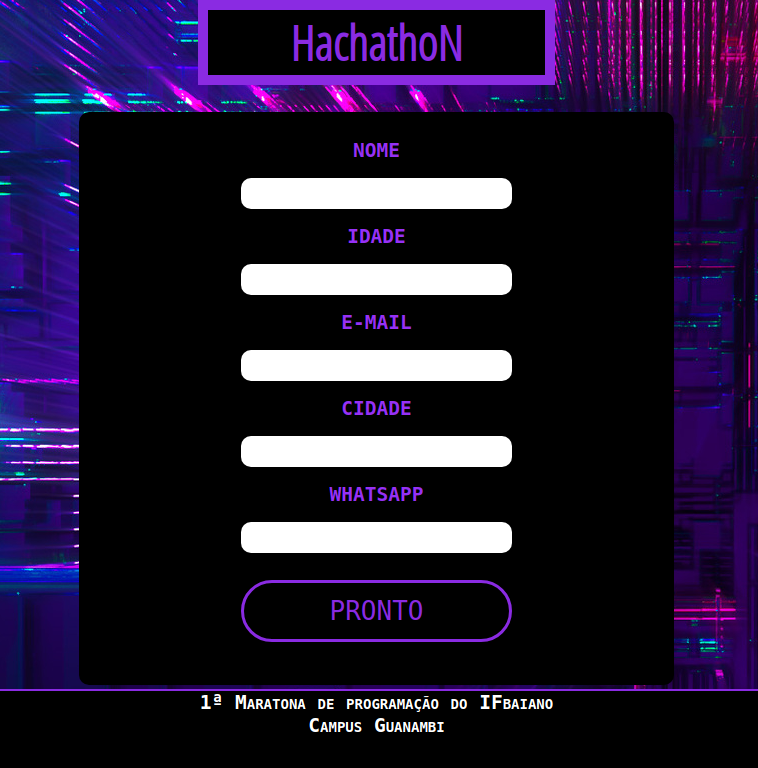 HachathoN
NOME
IDADE
E-MAIL
CIDADE
WHATSAPP
PRONTO
1ª Maratona de programação do IFbaiano
Campus Guanambi